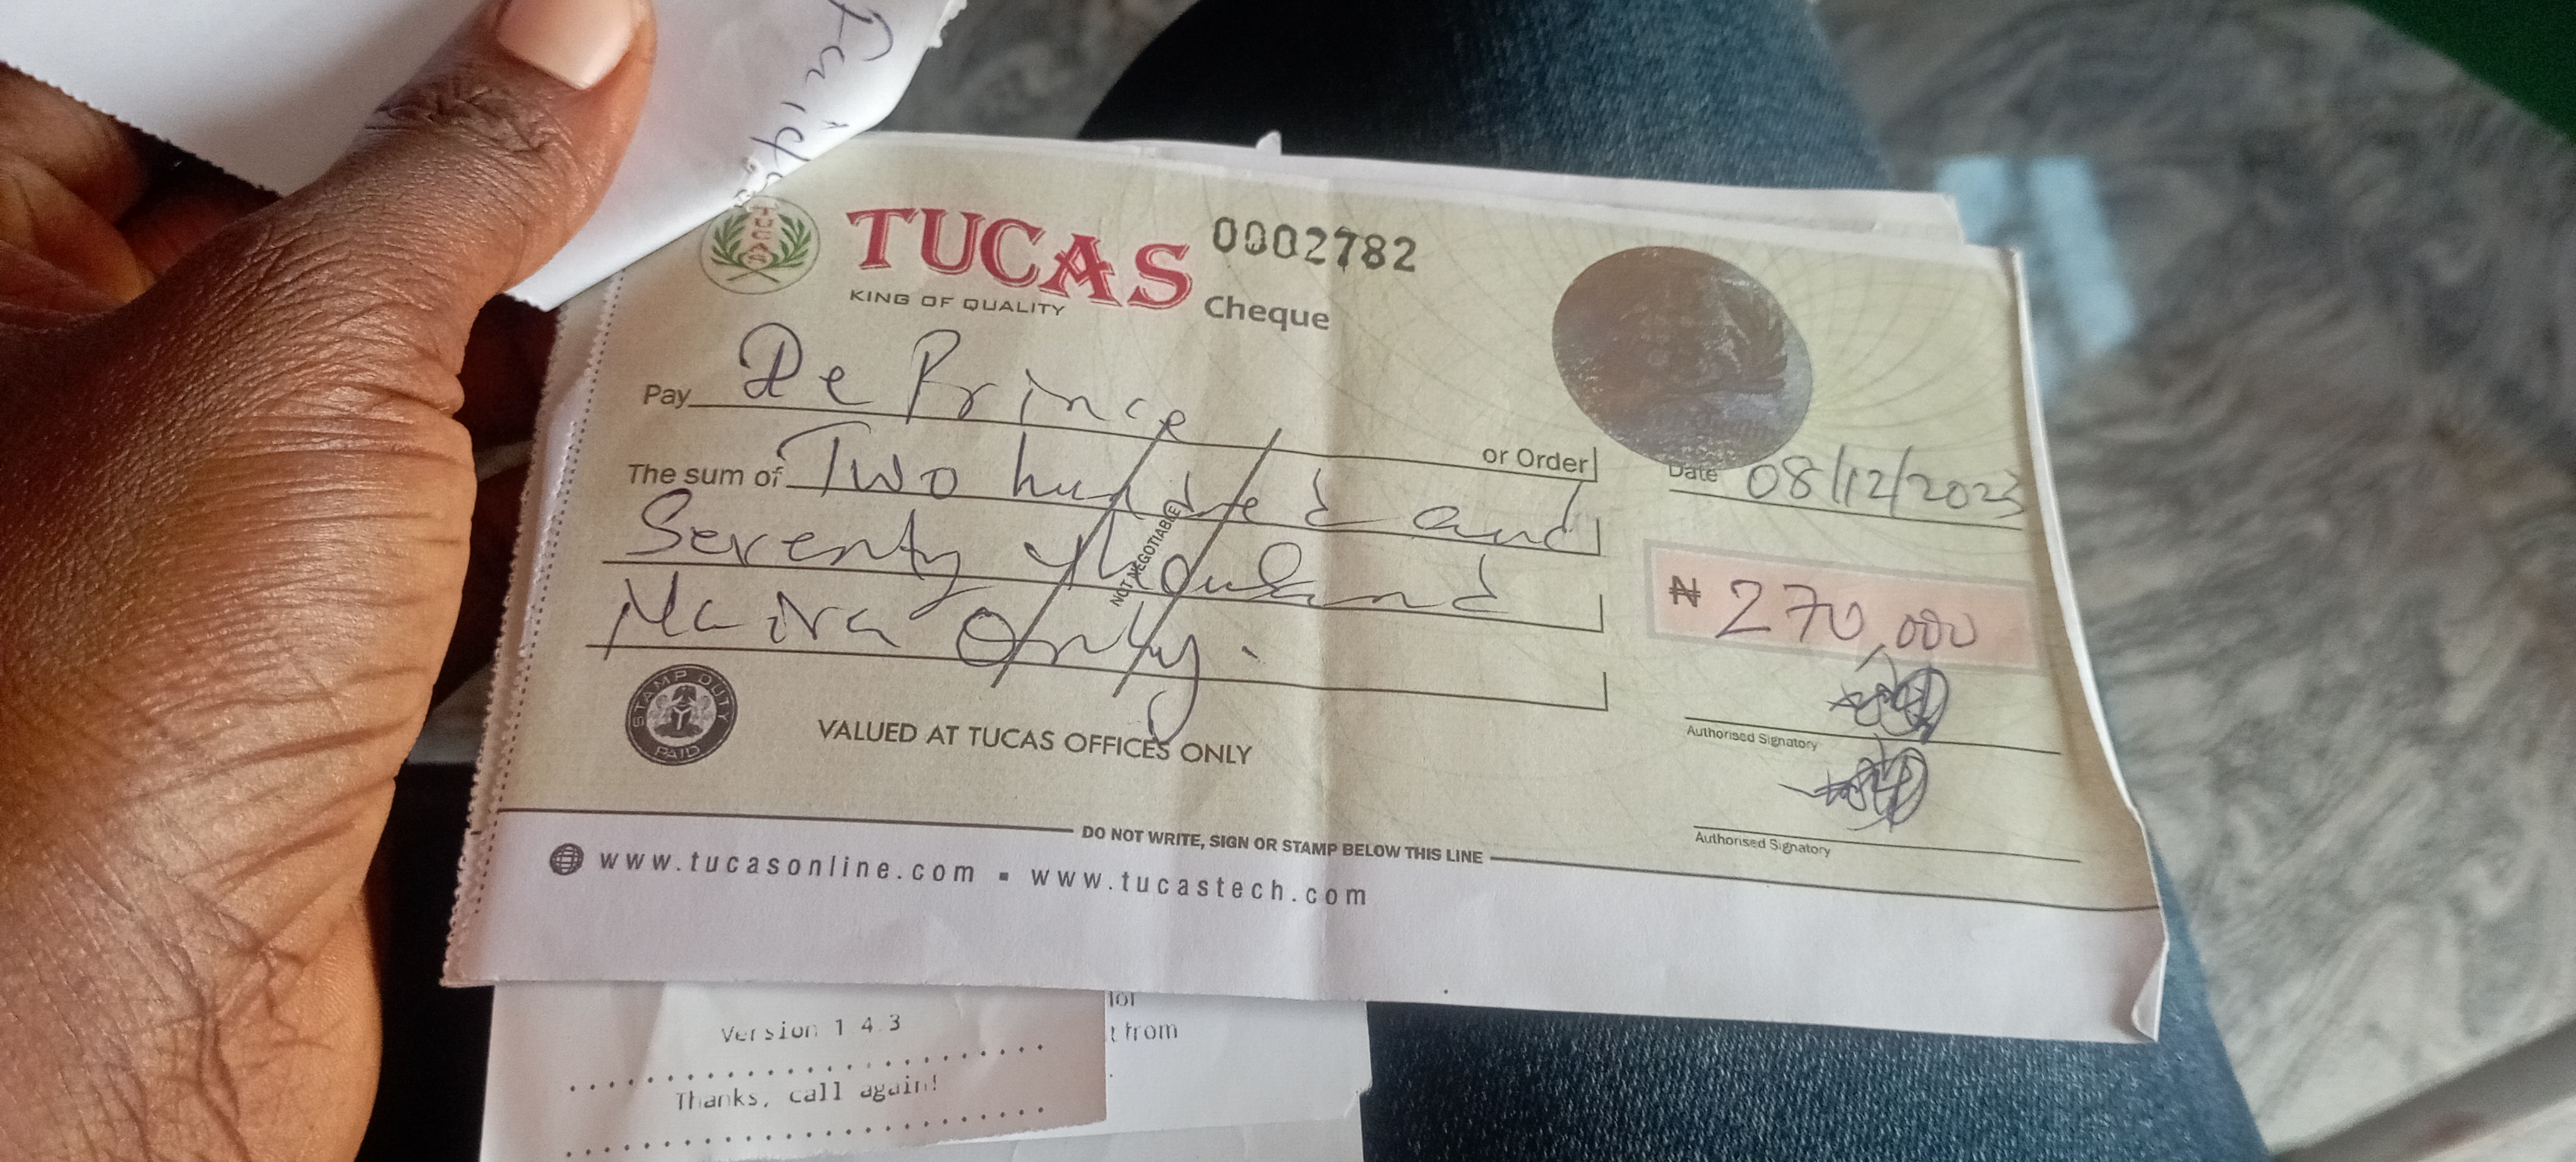 TUCAS
KING OF QUALITY
0002782
Cheque
Pay De Prince
or Order
The sum of Two hundred and
Seventy thousand
Naira Only.
NOT NEGOTIABLE
Date 08/12/2023
₦ 270,000
Authorised Signatory
Authorised Signatory
STAMP DUTY
PAID
VALUED AT TUCAS OFFICES ONLY
DO NOT WRITE, SIGN OR STAMP BELOW THIS LINE
www.tucasonline.com ▪ www.tucastech.com
Version 1 4.3
Thanks, call again!
from